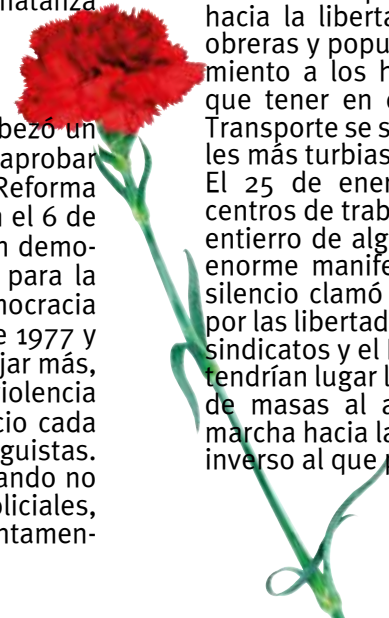 matanza
bezó un
aprobar
Reforma
el 6 de
n demo-
para la
mocracia
e 1977 y
jar más,
violencia
cio cada
guistas.
ando no
oliciales,
ntamen-
hacia la liberta
obreras y popu
miento a los h
que tener en
Transporte se s
les más turbias
El 25 de ener
centros de trab
entierro de alg
enorme manife
silencio clamó
por las libertad
sindicatos y el
tendrían lugar l
de masas al a
marcha hacia la
inverso al que p